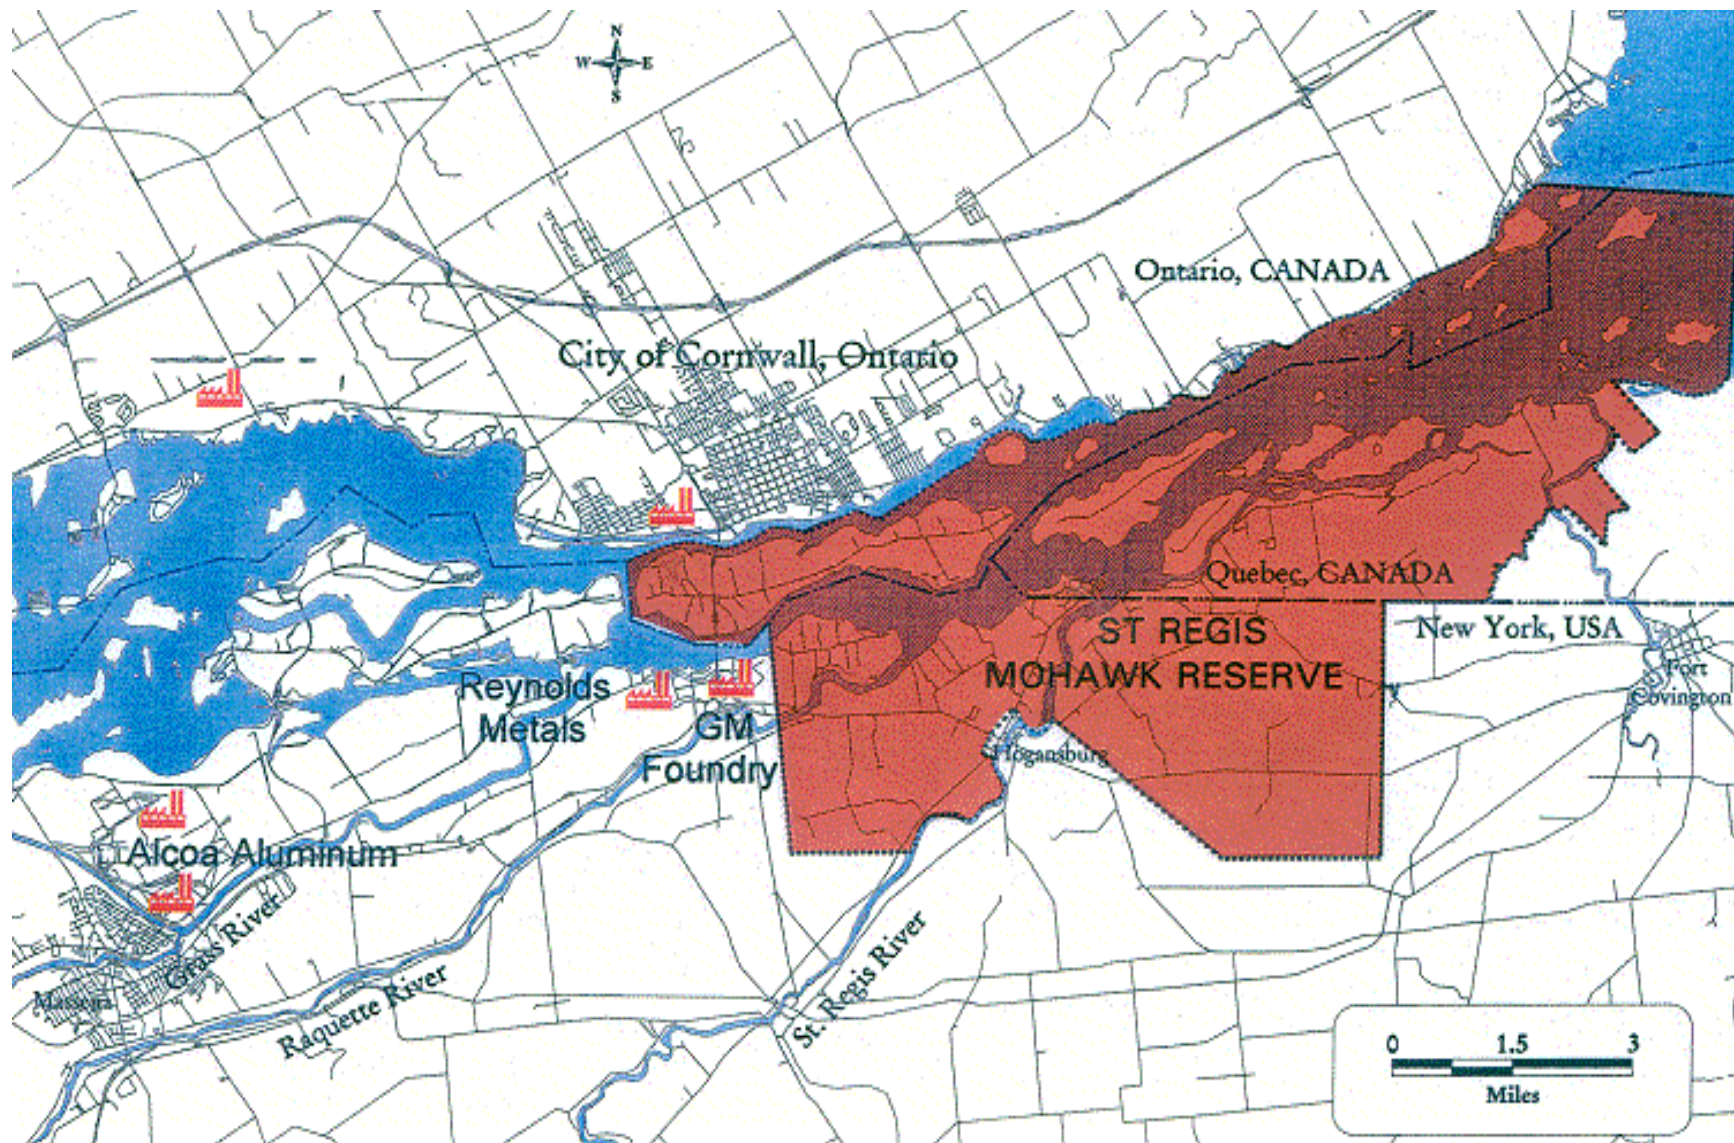 N
W E
S
Ontario, CANADA
City of Cornwall, Ontario
Quebec, CANADA
ST REGIS
MOHAWK RESERVE
New York, USA
Fort
Covington
Reynolds
Metals
GM
Foundry
Hogansburg
Alcoa Aluminum
Grass River
Massena
Raquette River
St. Regis River
0 1.5 3
Miles